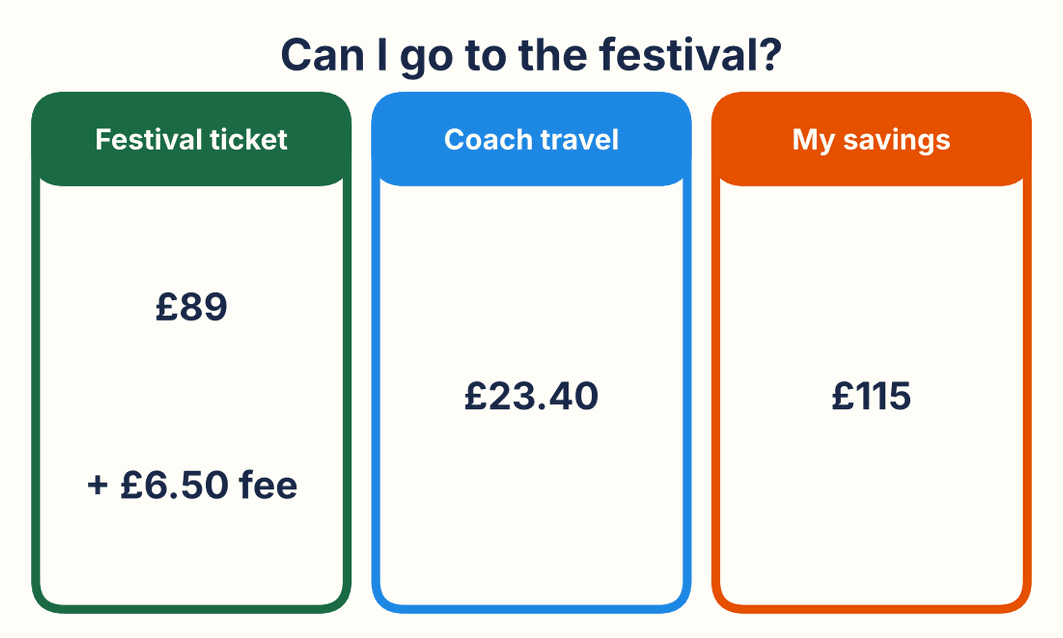 Can I go to the festival?
Festival ticket
£89
+ £6.50 fee
Coach travel
£23.40
My savings
£115